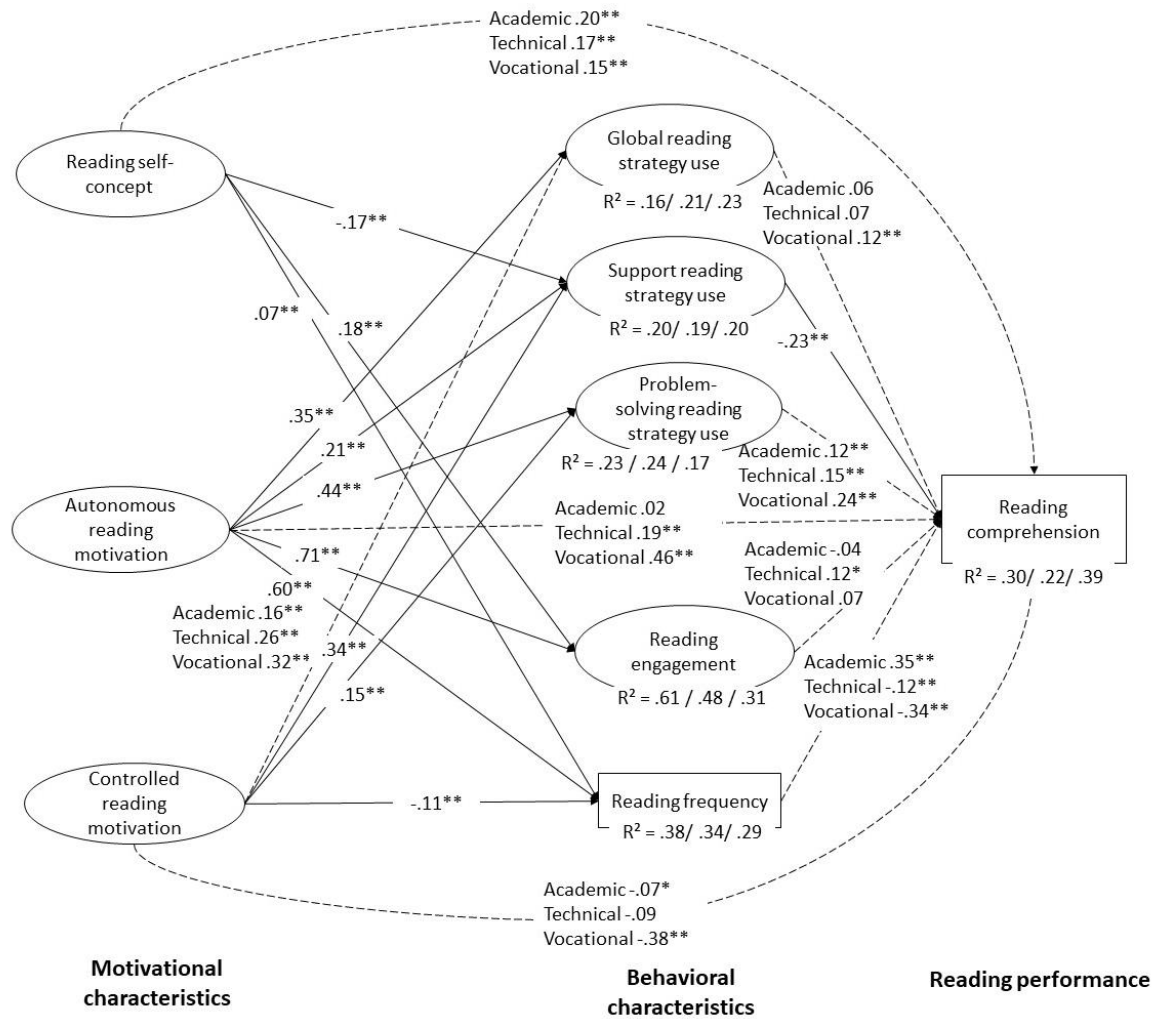 Academic .20**
Technical .17**
Vocational .15**
Reading self-
concept
Global reading
strategy use
R² = .16/ .21/ .23
Academic .06
Technical .07
Vocational .12**
-.17**
Support reading
strategy use
R² = .20/ .19/ .20
.07**
.18**
-.23**
Problem-
solving reading
strategy use
R² = .23 / .24 / .17
.35**
.21**
.44**
Academic .12**
Technical .15**
Vocational .24**
Autonomous
reading
motivation
Academic .02
Technical .19**
Vocational .46**
Reading
comprehension
R² = .30/ .22/ .39
.71**
.60**
Academic -.04
Technical .12*
Vocational .07
Academic .16**
Technical .26**
Vocational .32**
.34**
.15**
Reading
engagement
R² = .61 / .48 / .31
Academic .35**
Technical -.12**
Vocational -.34**
Controlled
reading
motivation
-.11**
Reading frequency
R² = .38/ .34/ .29
Academic -.07*
Technical -.09
Vocational -.38**
Motivational
characteristics
Behavioral
characteristics
Reading performance